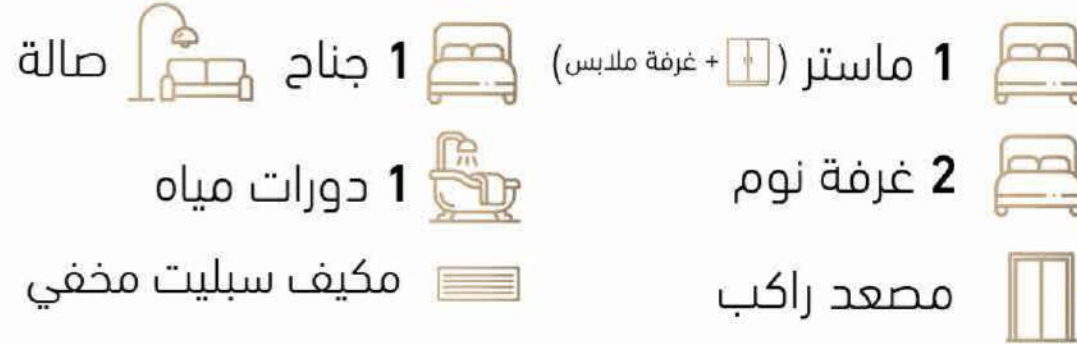 1 ماستر ( + غرفة ملابس) 1 جناح صالة
2 غرفة نوم 1 دورات مياه
مصعد راكب مكيف سبليت مخفي